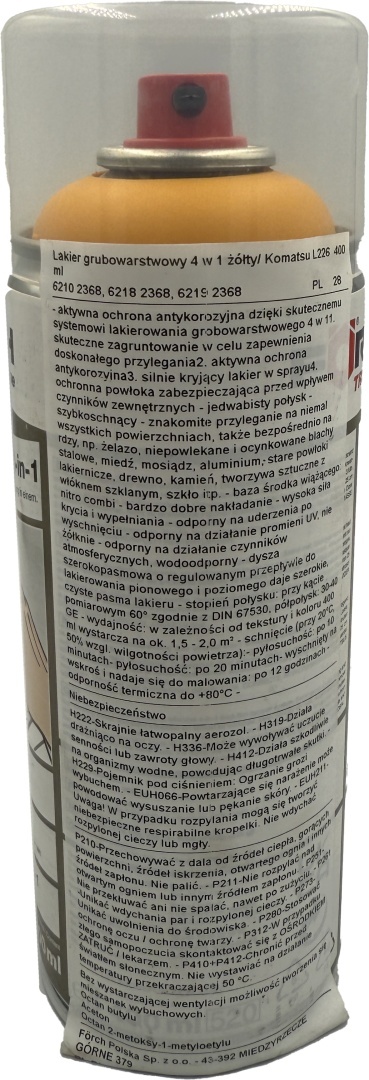 Lakier grubowarstwowy 4 w 1 żółty/ Komatsu L226 400
ml
6210 2368, 6218 2368, 6219 2368 PL 28
- aktywna ochrona antykorozyjna dzięki skutecznemu
systemowi lakierowania grobowarstwowego 4 w 11.
skuteczne zagruntowanie w celu zapewnienia
doskonałego przylegania2. aktywna ochrona
antykorozyjna3. silnie kryjący lakier w sprayu4.
ochronna powłoka zabezpieczająca przed wpływem
czynników zewnętrznych - jedwabisty połysk -
szybkoschnący - znakomite przyleganie na niemal
wszystkich powierzchniach, także bezpośrednio na
rdzy, np. żelazo, niepowlekane i ocynkowane blachy
stalowe, miedź, mosiądz, aluminium, stare powłoki
lakiernicze, drewno, kamień, tworzywa sztuczne z
włóknem szklanym, szkło itp. - baza środka wiążącego
nitro combi - bardzo dobre nakładanie - wysoka siła
krycia i wypełniania - odporny na uderzenia po
wyschnięciu - odporny na działanie promieni UV, nie
żółknie - odporny na działanie czynników
atmosferycznych, wodoodporny - dysza
szerokopasmowa o regulowanym przepływie do
lakierowania pionowego i poziomego daje szerokie,
czyste pasma lakieru - stopień połysku: przy kącie
pomiarowym 60° zgodnie z DIN 67530, półpołysk: 30-40
GE - wydajność: w zależności od tekstury i koloru 400
ml wystarcza na ok. 1,5 - 2,0 m² - schnięcie (przy 20°C,
50% wzgl. wilgotności powietrza):- pyłosuchość: po 10
minutach- pyłosuchość: po 20 minutach- wyschnięty na
wskroś i nadaje się do malowania: po 12 godzinach -
odporność termiczna do +80°C -
Niebezpieczeństwo
H222-Skrajnie łatwopalny aerozol. - H319-Działa
drażniąco na oczy. - H336-Może wywoływać uczucie
senności lub zawroty głowy. - H412-Działa szkodliwie
na organizmy wodne, powodując długotrwałe skutki. -
H229-Pojemnik pod ciśnieniem: Ogrzanie grozi
wybuchem. - EUH066-Powtarzające się narażenie może
powodować wysuszanie lub pękanie skóry. - EUH211-
Uwaga! W przypadku rozpylania mogą się tworzyć
niebezpieczne respirabilne kropelki. Nie wdychać
rozpylonej cieczy lub mgły.
P210-Przechowywać z dala od źródeł ciepła, gorących
powierzchni, źródeł iskrzenia, otwartego ognia i innych
źródeł zapłonu. Nie palić. - P211-Nie rozpylać nad
otwartym ogniem lub innym źródłem zapłonu. - P251-
Nie przekłuwać ani nie spalać, nawet po zużyciu. - P261
Unikać wdychania par i rozpylonej cieczy. - P273-
Unikać uwolnienia do środowiska. - P280-Stosować
ochronę oczu / ochronę twarzy. - P312-W przypadku
złego samopoczucia skontaktować się z OŚRODKIEM
ZATRUĆ / lekarzem. - P410+P412-Chronić przed
światłem słonecznym. Nie wystawiać na działanie
temperatury przekraczającej 50 °C.
Bez wystarczającej wentylacji możliwość tworzenia się
mieszanek wybuchowych.
Octan butylu
Aceton
Octan 2-metoksy-1-metyloetylu
Förch Polska Sp. z o.o. - 43-392 MIEDZYRZECZE
GÓRNE 379
-in-1
ml